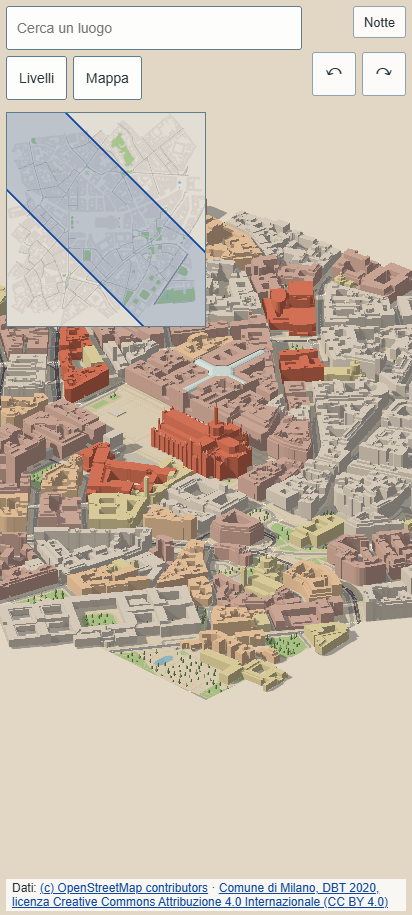 Cerca un luogo
Notte
Livelli
Mappa
Dati: (c) OpenStreetMap contributors · Comune di Milano, DBT 2020,
licenza Creative Commons Attribuzione 4.0 Internazionale (CC BY 4.0)